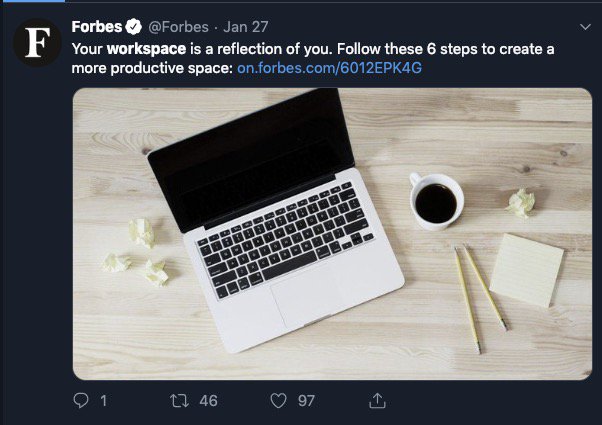 Forbes @Forbes · Jan 27
Your workspace is a reflection of you. Follow these 6 steps to create a
more productive space: on.forbes.com/6012EPK4G
F
1 46 97